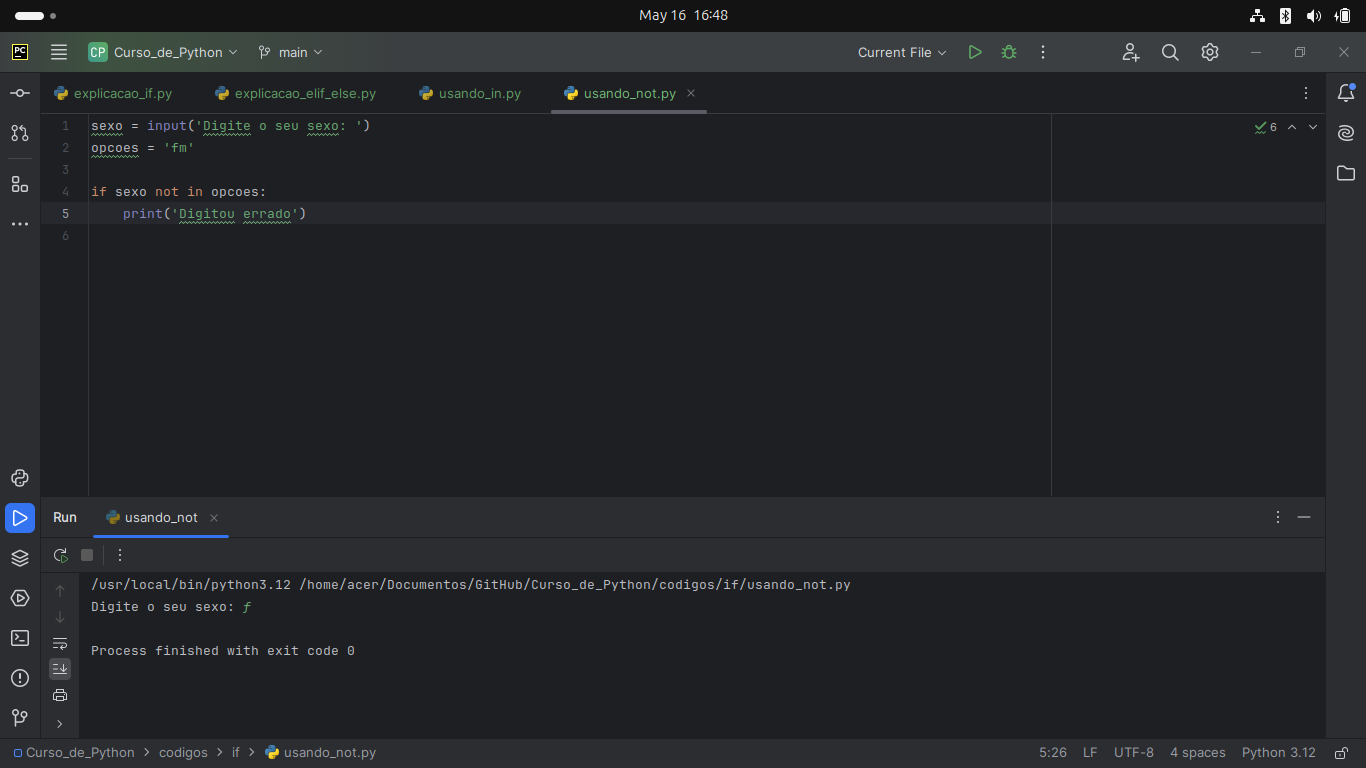 May 16 16:48
PC CP Curso_de_Python main Current File
explicacao_if.py explicacao_elif_else.py usando_in.py usando_not.py
1 sexo = input('Digite o seu sexo: ') 6
2 opcoes = 'fm'
3
4 if sexo not in opcoes:
5 print('Digitou errado')
6
Run usando_not
/usr/local/bin/python3.12 /home/acer/Documentos/GitHub/Curso_de_Python/codigos/if/usando_not.py
Digite o seu sexo: f
Process finished with exit code 0
Curso_de_Python > codigos > if > usando_not.py 5:26 LF UTF-8 4 spaces Python 3.12